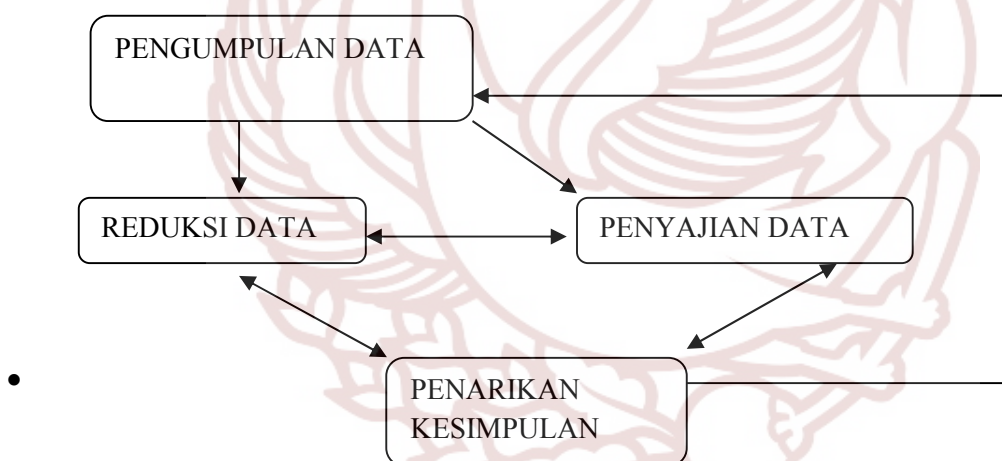 PENGUMPULAN DATA
REDUKSI DATA
PENYAJIAN DATA
PENARIKAN
KESIMPULAN